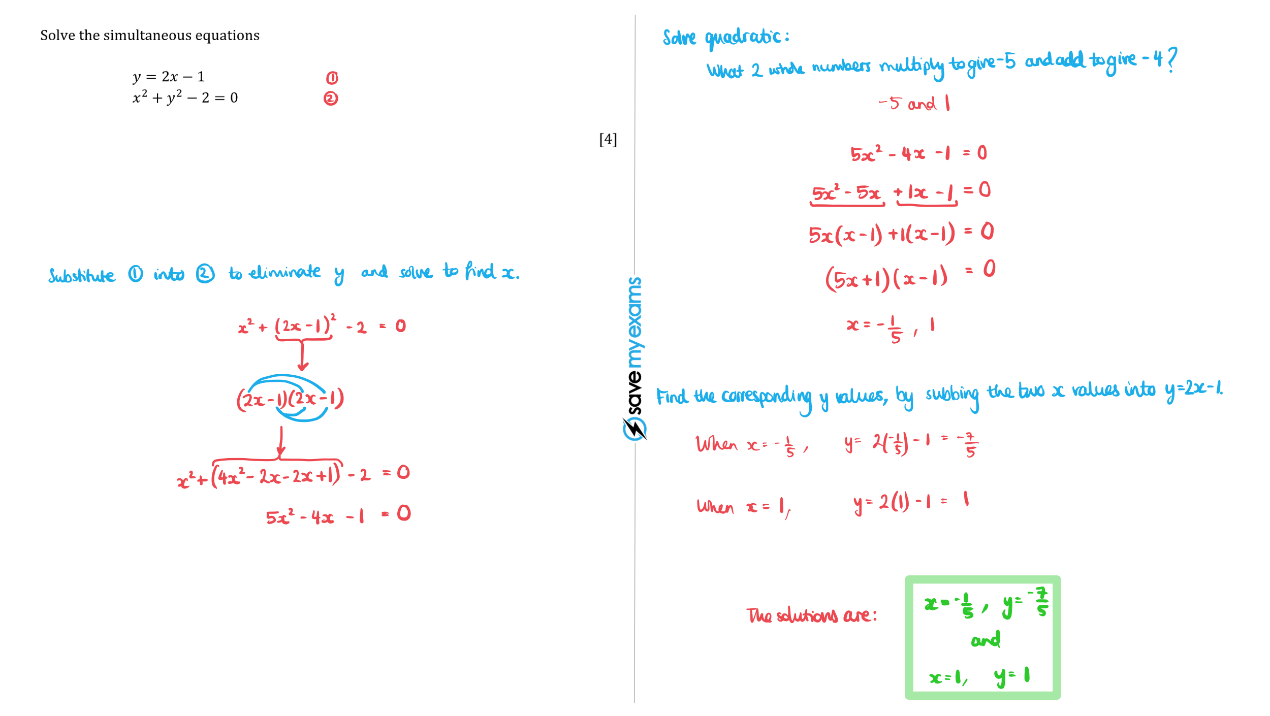 Solve the simultaneous equations
y = 2x − 1 ①
x² + y² − 2 = 0 ②
[4]
Substitute ① into ② to eliminate y and solve to find x.
x² + (2x − 1)² − 2 = 0
(2x − 1)(2x − 1)
x² + (4x² − 2x − 2x + 1) − 2 = 0
5x² − 4x − 1 = 0
save my exams
Solve quadratic:
What 2 whole numbers multiply to give -5 and add to give -4?
-5 and 1
5x² − 4x − 1 = 0
5x² − 5x + 1x − 1 = 0
5x(x − 1) + 1(x − 1) = 0
(5x + 1)(x − 1) = 0
x = -1/5 , 1
Find the corresponding y values, by subbing the two x values into y=2x-1.
When x = -1/5 , y = 2(-1/5) − 1 = -7/5
When x = 1, y = 2(1) − 1 = 1
The solutions are:
x = -1/5 , y = -7/5
and
x = 1, y = 1